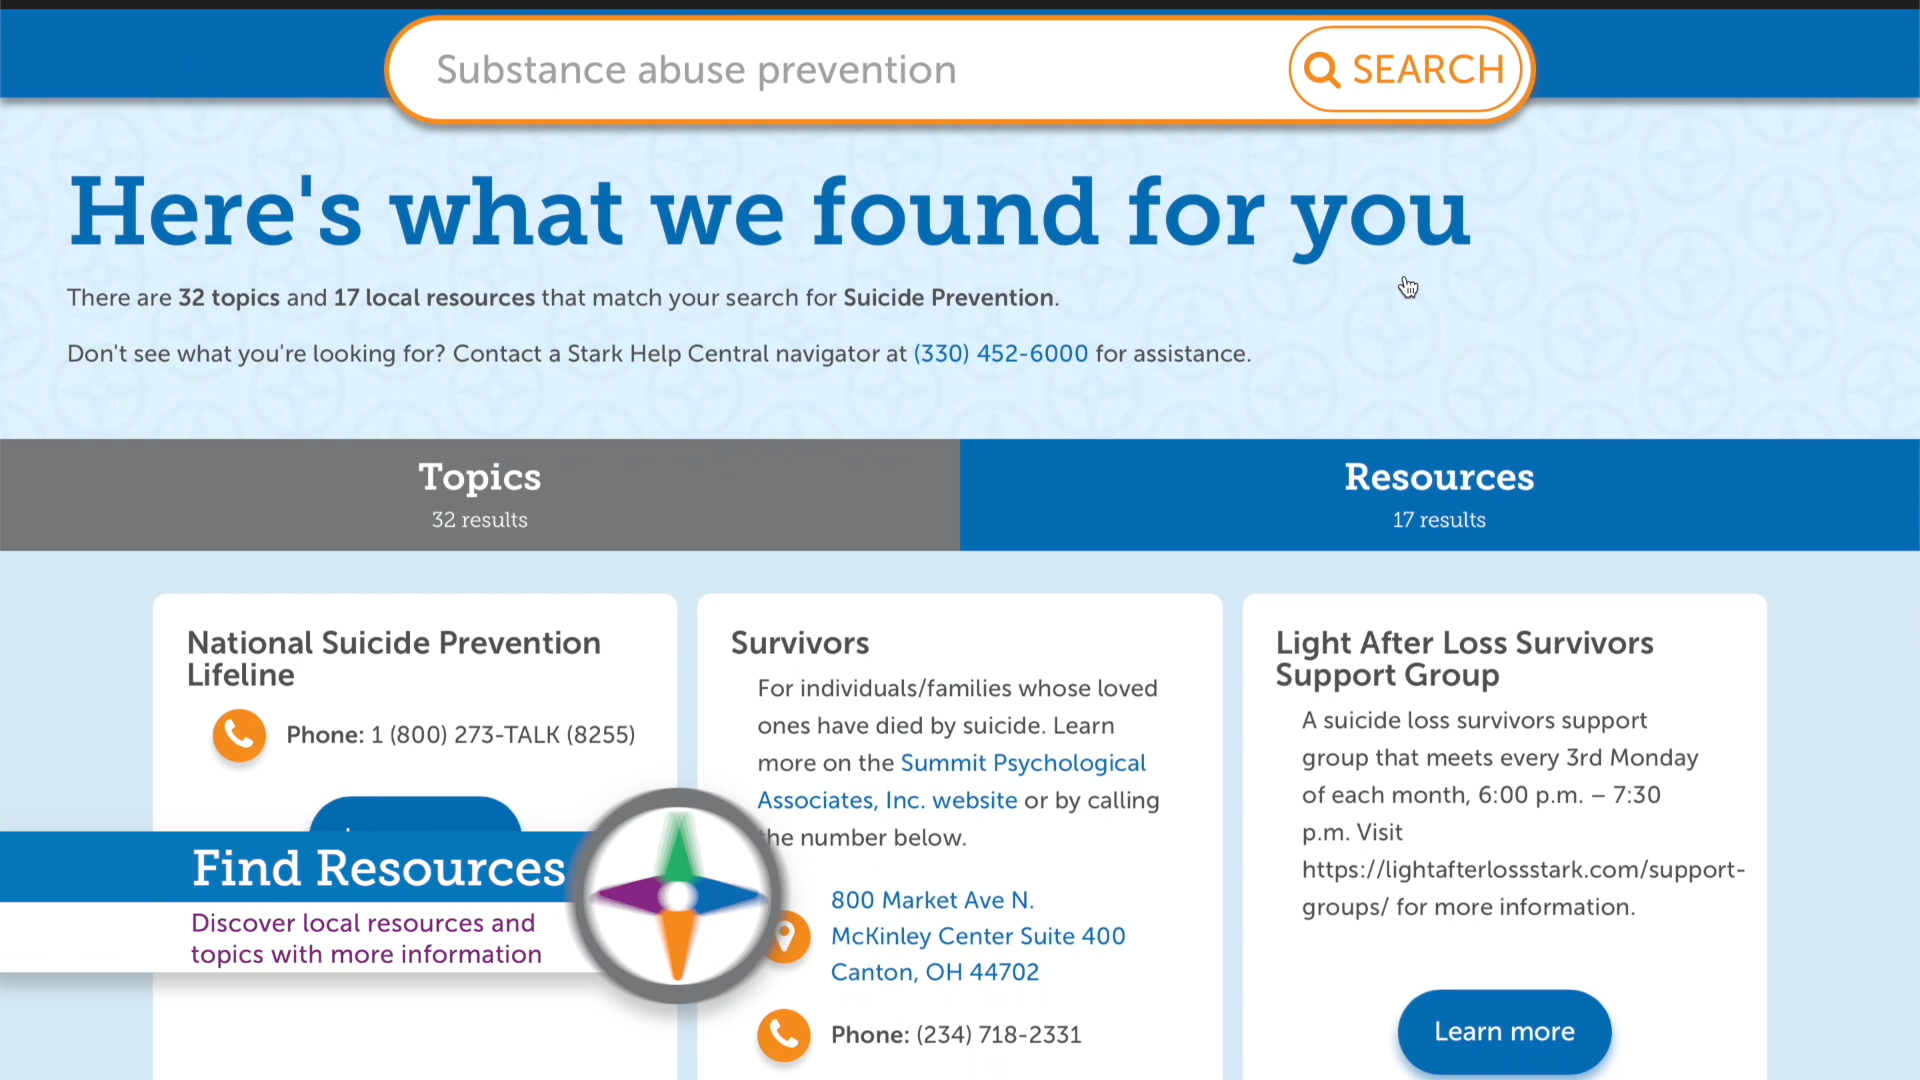 Substance abuse prevention
SEARCH
Here's what we found for you
There are 32 topics and 17 local resources that match your search for Suicide Prevention.
Don't see what you're looking for? Contact a Stark Help Central navigator at (330) 452-6000 for assistance.
Topics
32 results
Resources
17 results
National Suicide Prevention
Lifeline
Phone: 1 (800) 273-TALK (8255)
Survivors
For individuals/families whose loved
ones have died by suicide. Learn
more on the Summit Psychological
Associates, Inc. website or by calling
the number below.
800 Market Ave N.
McKinley Center Suite 400
Canton, OH 44702
Phone: (234) 718-2331
Light After Loss Survivors
Support Group
A suicide loss survivors support
group that meets every 3rd Monday
of each month, 6:00 p.m. – 7:30
p.m. Visit
https://lightafterlossstark.com/support-
groups/ for more information.
Learn more
Find Resources
Discover local resources and
topics with more information